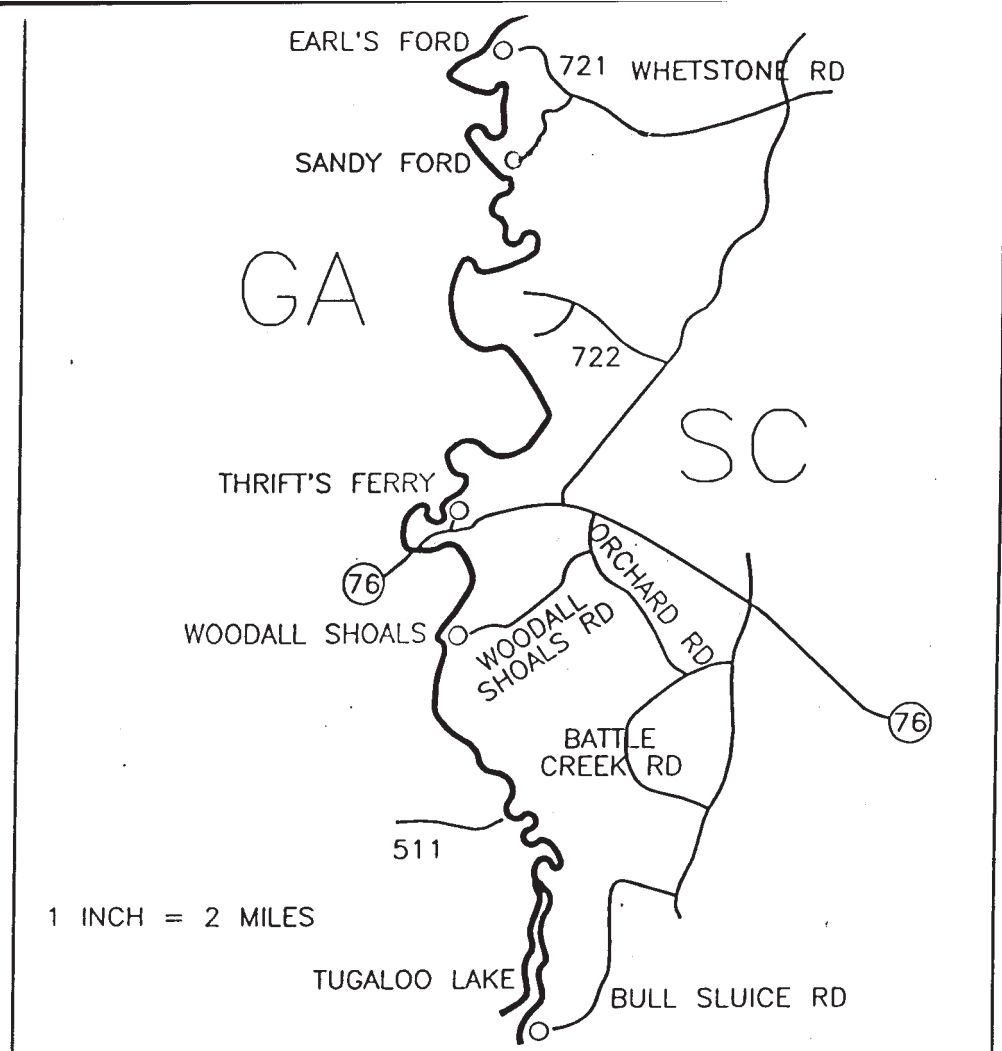 EARL'S FORD
721 WHETSTONE RD
SANDY FORD
GA
722
SC
THRIFT'S FERRY
76
ORCHARD RD
WOODALL SHOALS
WOODALL
SHOALS RD
76
BATTLE
CREEK RD
511
1 INCH = 2 MILES
TUGALOO LAKE
BULL SLUICE RD